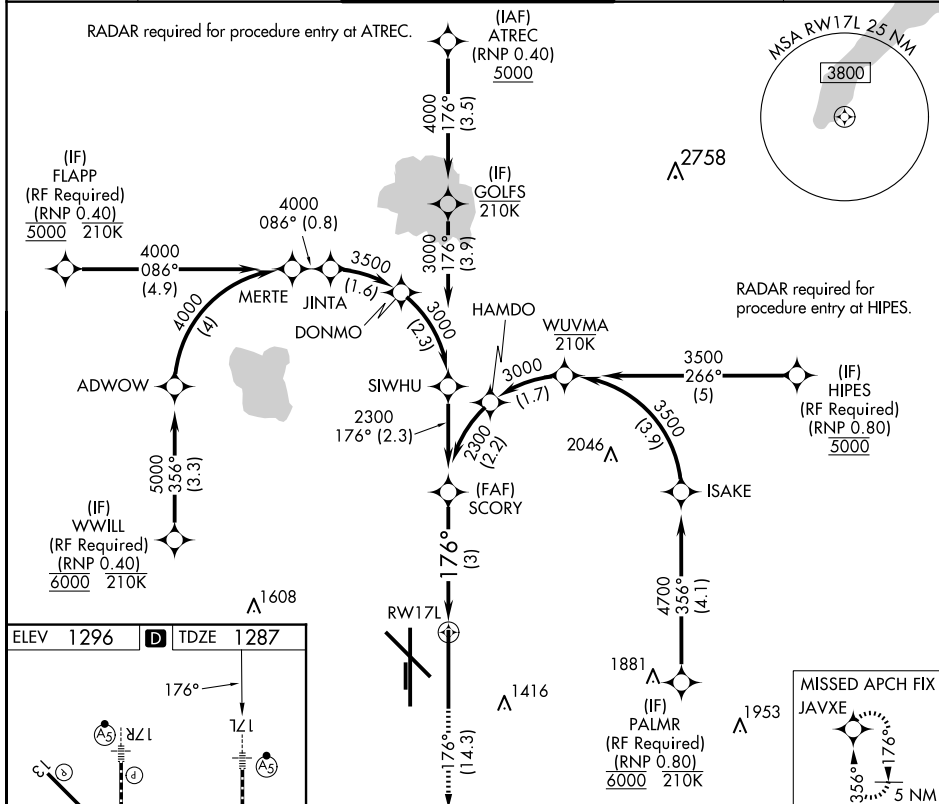 RADAR required for procedure entry at ATREC.
(IAF)
ATREC
(RNP 0.40)
5000
4000
176°
(3.5)
MSA RW17L 25 NM
3800
2758
(IF)
FLAPP
(RF Required)
(RNP 0.40)
5000 210K
4000
086°
(4.9)
4000
086° (0.8)
(IF)
GOLFS
210K
3000
176°
(3.9)
MERTE
JINTA
3500
(1.6)
DONMO
3000
(2.3)
4000
(4)
ADWOW
SIWHU
HAMDO
WUVMA
210K
RADAR required for
procedure entry at HIPES.
3500
266°
(5)
(IF)
HIPES
(RF Required)
(RNP 0.80)
5000
3000
(1.7)
2300
176° (2.3)
2300
(2.2)
3500
(3.9)
2046
ISAKE
(FAF)
SCORY
5000
356°
(3.3)
(IF)
WWILL
(RF Required)
(RNP 0.40)
6000 210K
176°
(3)
4700
356°
(4.1)
1608
RW17L
1416
1881
(IF)
PALMR
(RF Required)
(RNP 0.80)
6000 210K
1953
176°
(14.3)
ELEV 1296 D TDZE 1287
176°
17L
17R
A5
A5
13
P
P
MISSED APCH FIX
JAVXE
176°
356°
5 NM